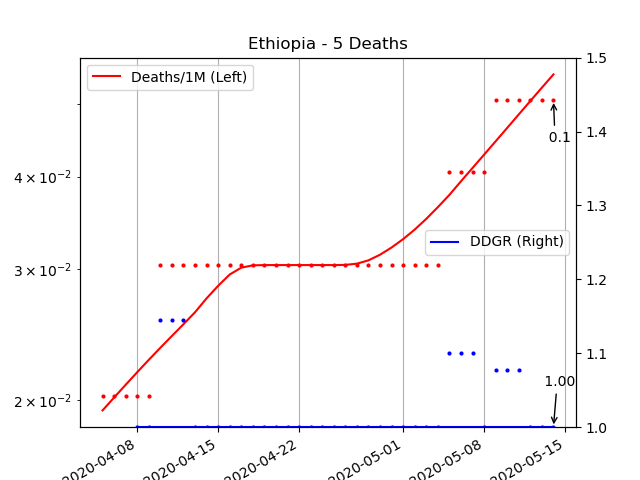 Ethiopia - 5 Deaths
Deaths/1M (Left)
DDGR (Right)
4 × 10⁻²
3 × 10⁻²
2 × 10⁻²
1.5
1.4
1.3
1.2
1.1
1.0
0.1
1.00
2020-04-08
2020-04-15
2020-04-22
2020-05-01
2020-05-08
2020-05-15